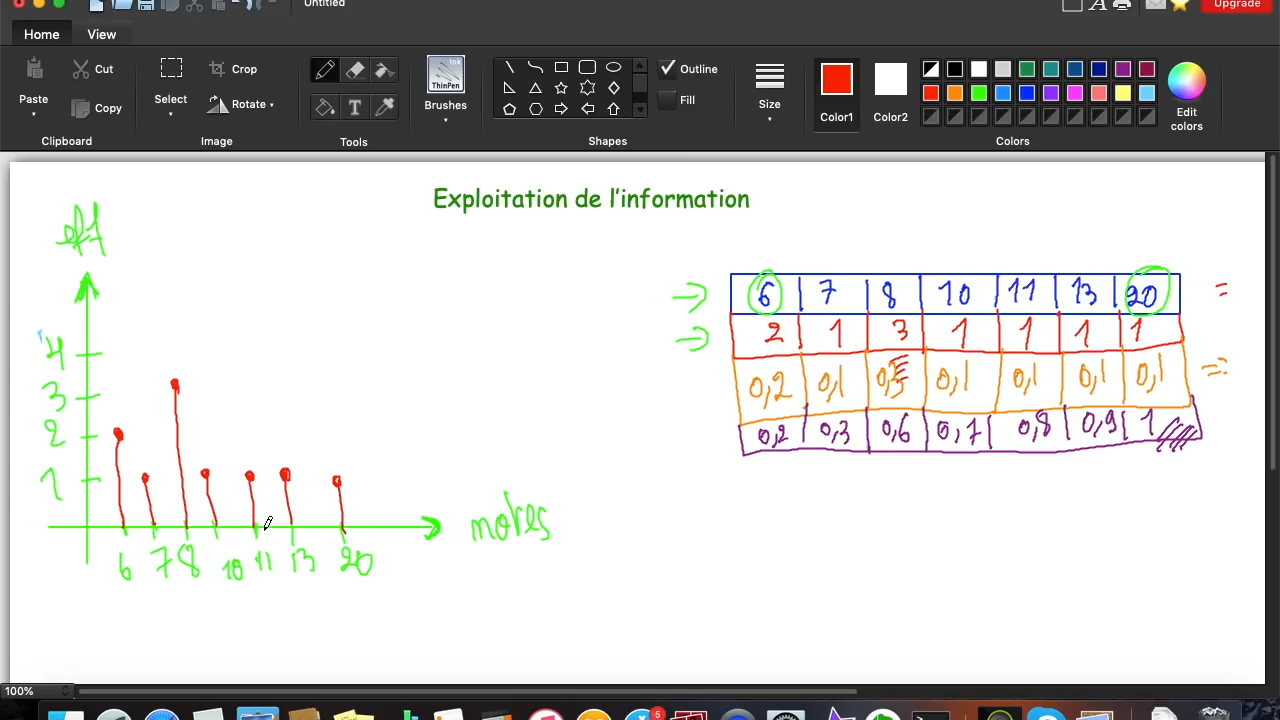 Untitled
Upgrade
Home View
Paste Cut Copy Clipboard
Select Crop Rotate Image
Tools
Ink ThinPen Brushes
Outline Fill Shapes
Size
Color1 Color2
Edit colors
Colors
Exploitation de l'information
eff
4
3
2
1
6 7 8 10 11 13 20
notes
→ 6 7 8 10 11 13 20 =
→ 2 1 3 1 1 1 1
0,2 0,1 0,3 0,1 0,1 0,1 0,1 =
0,2 0,3 0,6 0,7 0,8 0,9 1
100%
5